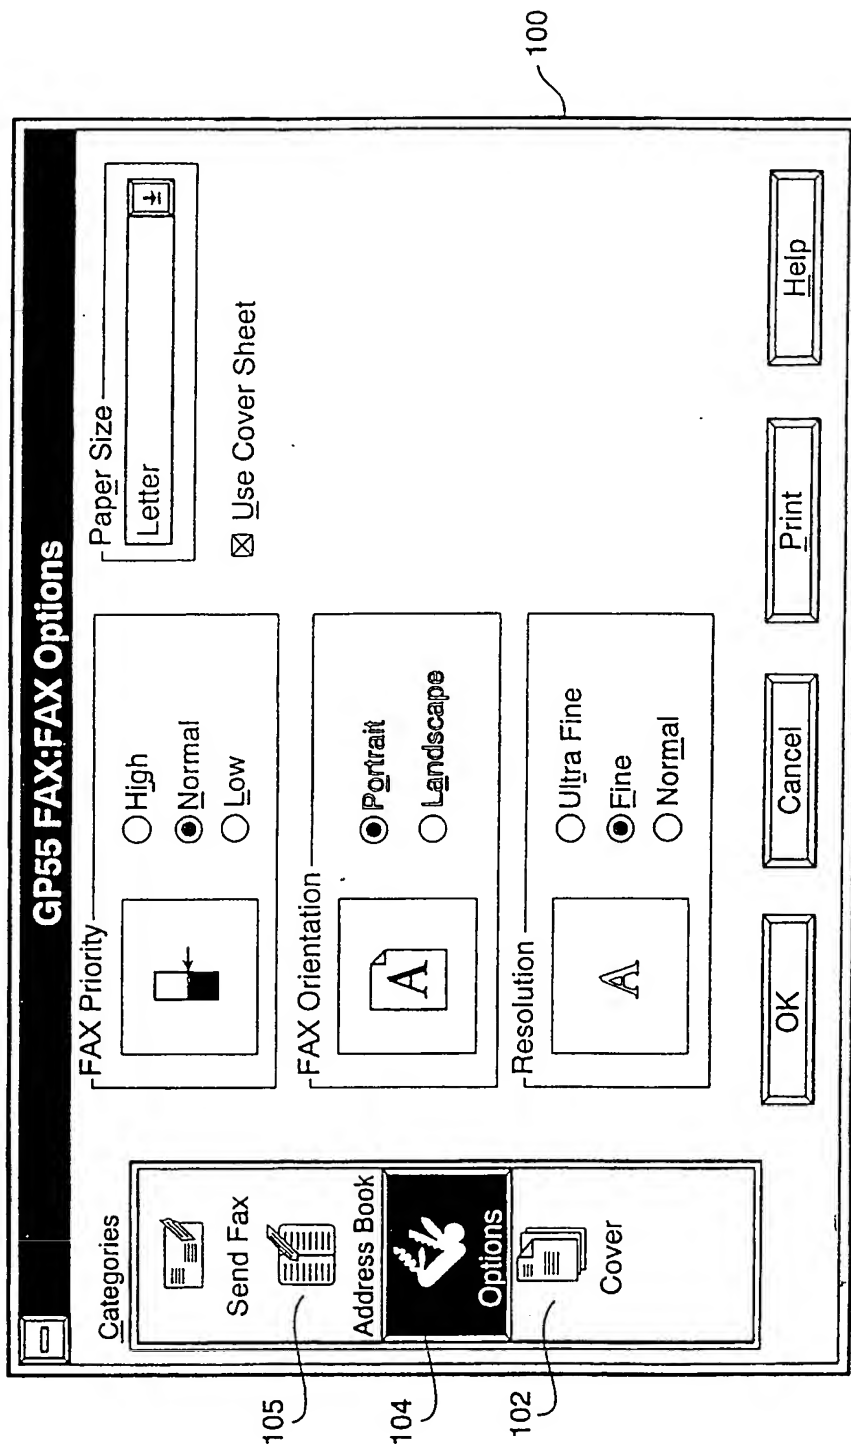 GP55 FAX:FAX Options
Categories
Send Fax
Address Book
Options
Cover
FAX Priority
High
Normal
Low
FAX Orientation
A
Portrait
Landscape
Resolution
A
Ultra Fine
Fine
Normal
Paper Size
Letter
Use Cover Sheet
OK
Cancel
Print
Help
100
105
104
102